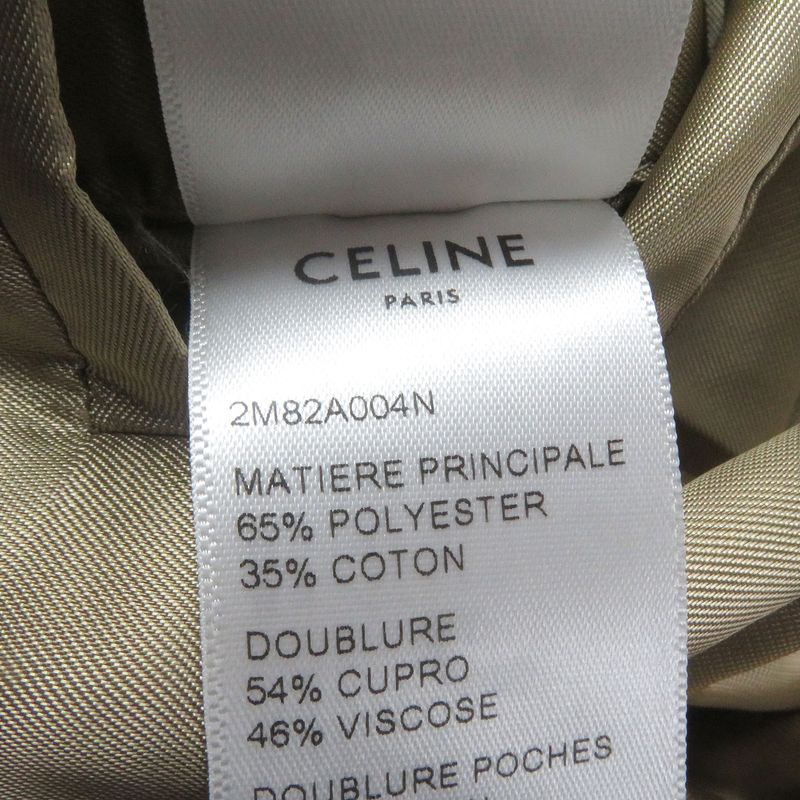 CELINE
PARIS
2M82A004N
MATIERE PRINCIPALE
65% POLYESTER
35% COTON
DOUBLURE
54% CUPRO
46% VISCOSE
DOUBLURE POCHES